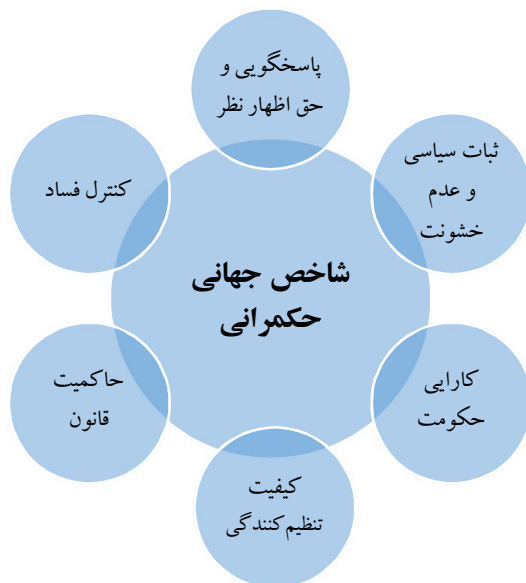 پاسخگویی و
حق اظهار نظر
ثبات سیاسی
و عدم
خشونت
کنترل فساد
شاخص جهانی
حکمرانی
کارایی
حکومت
حاکمیت
قانون
کیفیت
تنظیم‌کنندگی